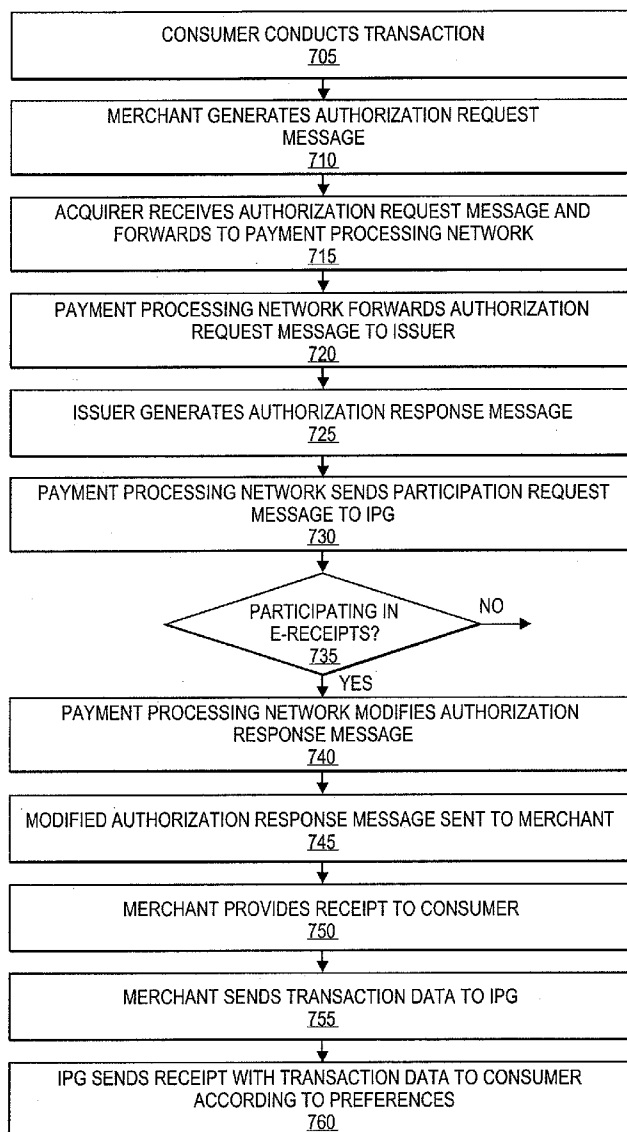 CONSUMER CONDUCTS TRANSACTION
705
MERCHANT GENERATES AUTHORIZATION REQUEST
MESSAGE
710
ACQUIRER RECEIVES AUTHORIZATION REQUEST MESSAGE AND
FORWARDS TO PAYMENT PROCESSING NETWORK
715
PAYMENT PROCESSING NETWORK FORWARDS AUTHORIZATION
REQUEST MESSAGE TO ISSUER
720
ISSUER GENERATES AUTHORIZATION RESPONSE MESSAGE
725
PAYMENT PROCESSING NETWORK SENDS PARTICIPATION REQUEST
MESSAGE TO IPG
730
PARTICIPATING IN
E-RECEIPTS?
735
NO
YES
PAYMENT PROCESSING NETWORK MODIFIES AUTHORIZATION
RESPONSE MESSAGE
740
MODIFIED AUTHORIZATION RESPONSE MESSAGE SENT TO MERCHANT
745
MERCHANT PROVIDES RECEIPT TO CONSUMER
750
MERCHANT SENDS TRANSACTION DATA TO IPG
755
IPG SENDS RECEIPT WITH TRANSACTION DATA TO CONSUMER
ACCORDING TO PREFERENCES
760